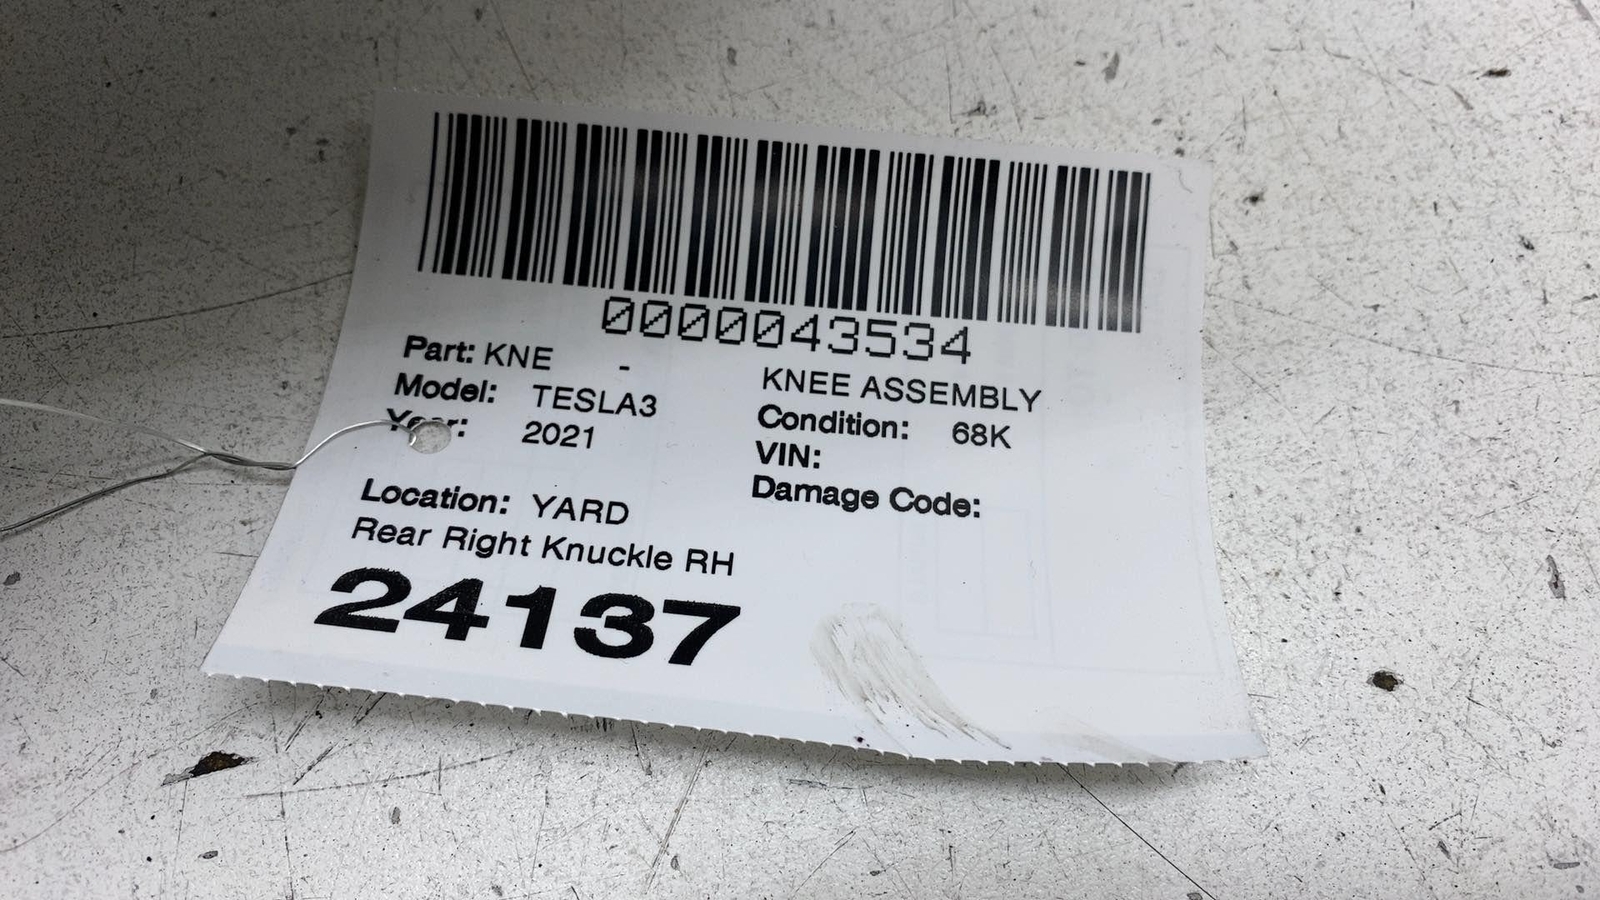 0000043534
Part: KNE -
KNEE ASSEMBLY
Model: TESLA3
Condition: 68K
Year: 2021
VIN:
Damage Code:
Location: YARD
Rear Right Knuckle RH
24137